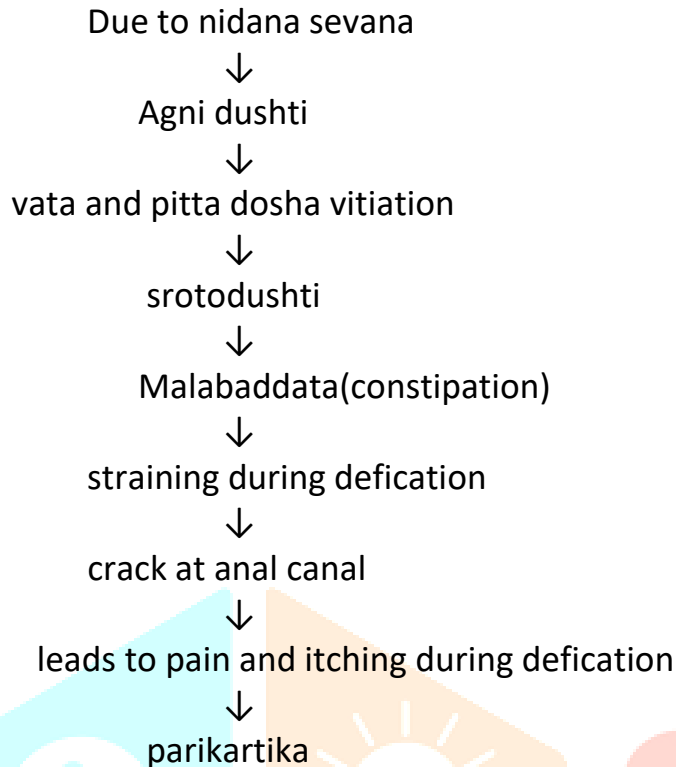 Due to nidana sevana
↓
Agni dushti
↓
vata and pitta dosha vitiation
↓
srotodushti
↓
Malabaddata(constipation)
↓
straining during defication
↓
crack at anal canal
↓
leads to pain and itching during defication
↓
parikartika